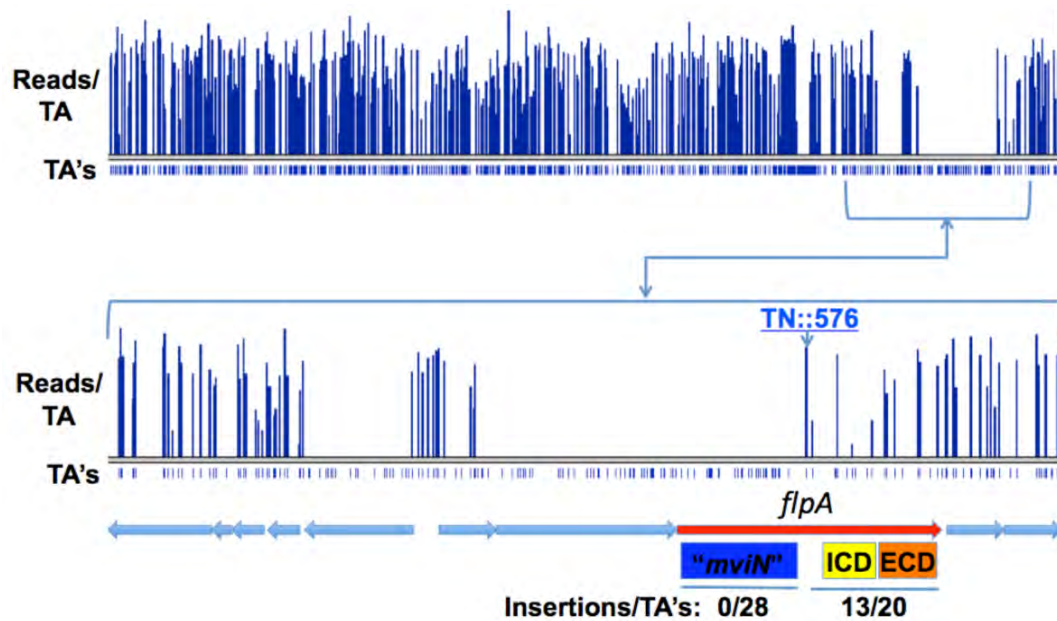 Reads/
TA
TA's
TN::576
Reads/
TA
TA's
flpA
"mviN" ICD ECD
Insertions/TA's: 0/28 13/20